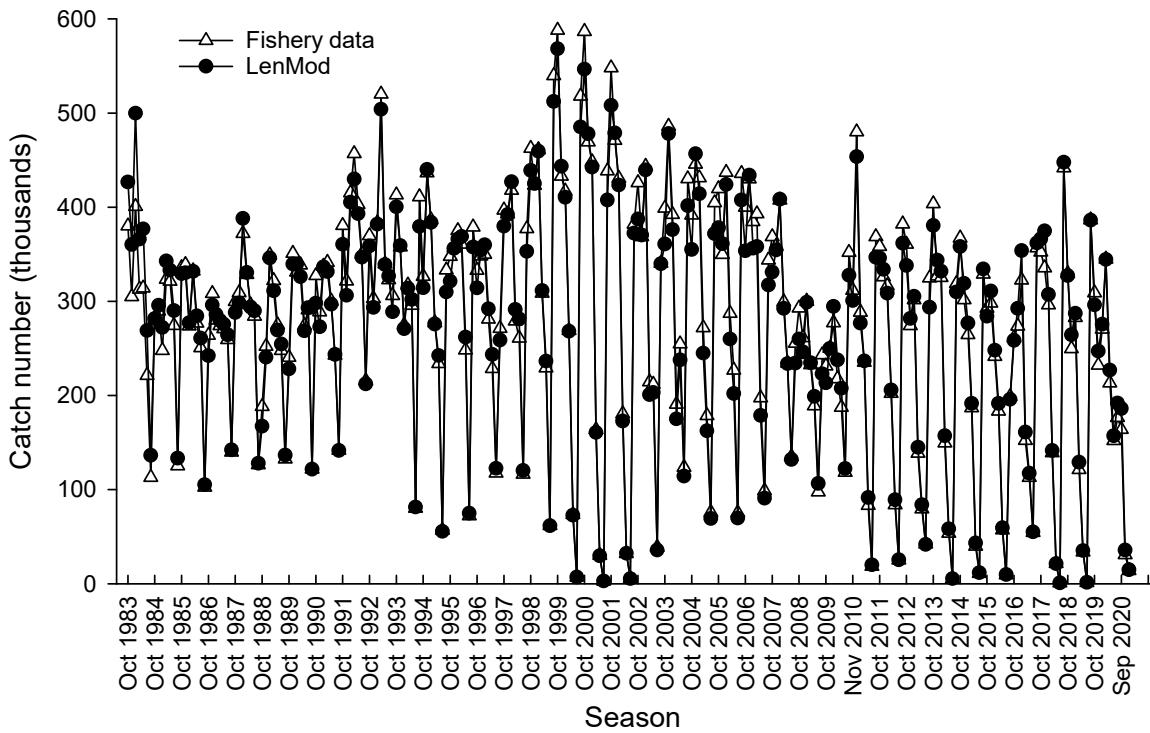 Fishery data
LenMod
Catch number (thousands)
600
500
400
300
200
100
0
Oct 1983
Oct 1984
Oct 1985
Oct 1986
Oct 1987
Oct 1988
Oct 1989
Oct 1990
Oct 1991
Oct 1992
Oct 1993
Oct 1994
Oct 1995
Oct 1996
Oct 1997
Oct 1998
Oct 1999
Oct 2000
Oct 2001
Oct 2002
Oct 2003
Oct 2004
Oct 2005
Oct 2006
Oct 2007
Oct 2008
Oct 2009
Nov 2010
Oct 2011
Oct 2012
Oct 2013
Oct 2014
Oct 2015
Oct 2016
Oct 2017
Oct 2018
Oct 2019
Sep 2020
Season